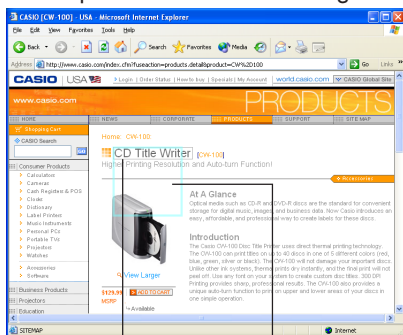 CASIO [CW-100] - USA - Microsoft Internet Explorer
File Edit View Favorites Tools Help
Back Search Favorites Media
Address http://www.casio.com/index.cfm?fuseaction=products.detail&product=CW%2D100 Go Links
CASIO USA > Login | Order Status | How to buy | Specials | My Account world.casio.com CASIO Global Site
www.casio.com
PRODUCTS
HOME NEWS CORPORATE PRODUCTS SUPPORT SITE MAP
Shopping Cart
CASIO Search
Home: CW-100:
CD Title Writer [CW-100]
Higher Printing Resolution and Auto-turn Function!
Accessories
Consumer Products
Calculators
Cameras
Cash Registers & POS
Clocks
Dictionary
Label Printers
Music Instruments
Personal PCs
Portable TVs
Projectors
Watches
Accessories
Software
Business Products
Projectors
Education
At A Glance
Optical media such as CD-R and DVD-R discs are the standard for convenient
storage for digital music, images, and business data. Now Casio introduces an
easy, affordable, and professional way to create labels for these discs.
Introduction
The Casio CW-100 Disc Title Printer uses direct thermal printing technology.
The CW-100 can print titles on up to 40 discs in one of 5 different colors (red,
blue, green, silver or black). The CW-100 will not damage your important discs.
Unlike other ink systems, thermal prints dry instantly, and the final print will not
peel off. Use any font on your system to create custom disc titles. 300 DPI
Printing provides sharp, professional results. The CW-100 also provides a
unique auto-turn function to print on upper and lower areas of your discs in
one simple operation.
View Larger
$129.99 ADD TO CART
MSRP
Available
SITEMAP Internet